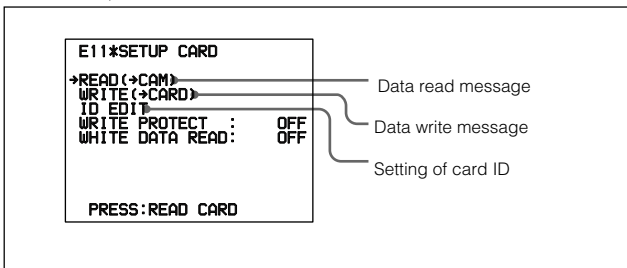 E11*SETUP CARD
→READ(→CAM)
WRITE(→CARD)
ID EDIT
WRITE PROTECT : OFF
WHITE DATA READ: OFF
PRESS:READ CARD
Data read message
Data write message
Setting of card ID